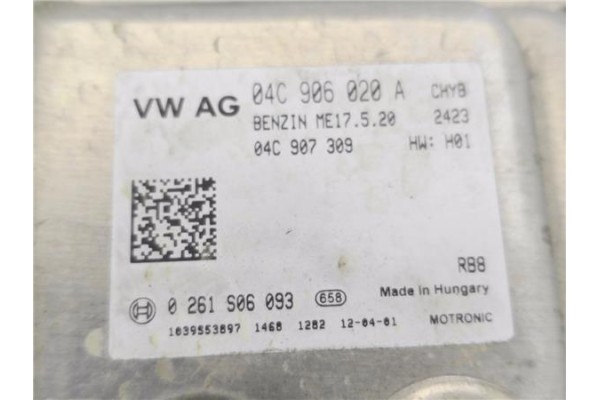 VW AG 04C 906 020 A CHYB
BENZIN ME17.5.20 2423
04C 907 309 HW: H01
RB8
Made in Hungary
0 261 S06 093 658
1039553897 1468 1282 12-04-01 MOTRONIC